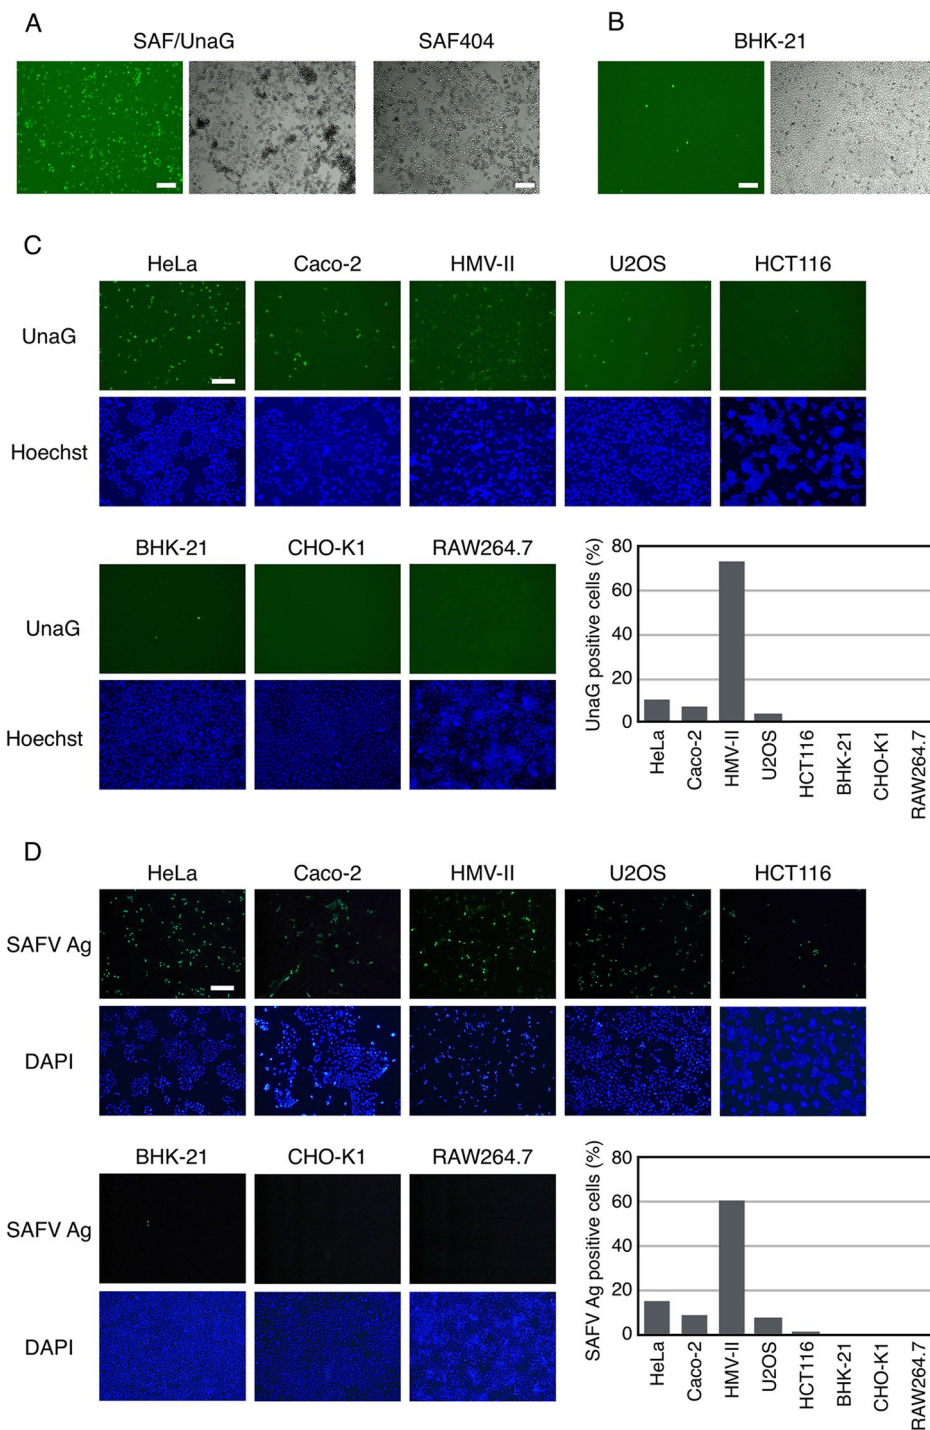 A
SAF/UnaG
SAF404
B
BHK-21
C
HeLa
Caco-2
HMV-II
U2OS
HCT116
UnaG
Hoechst
BHK-21
CHO-K1
RAW264.7
UnaG
Hoechst
UnaG positive cells (%)
80
60
40
20
0
HeLa
Caco-2
HMV-II
U2OS
HCT116
BHK-21
CHO-K1
RAW264.7
D
HeLa
Caco-2
HMV-II
U2OS
HCT116
SAFV Ag
DAPI
BHK-21
CHO-K1
RAW264.7
SAFV Ag
DAPI
SAFV Ag positive cells (%)
80
60
40
20
0
HeLa
Caco-2
HMV-II
U2OS
HCT116
BHK-21
CHO-K1
RAW264.7